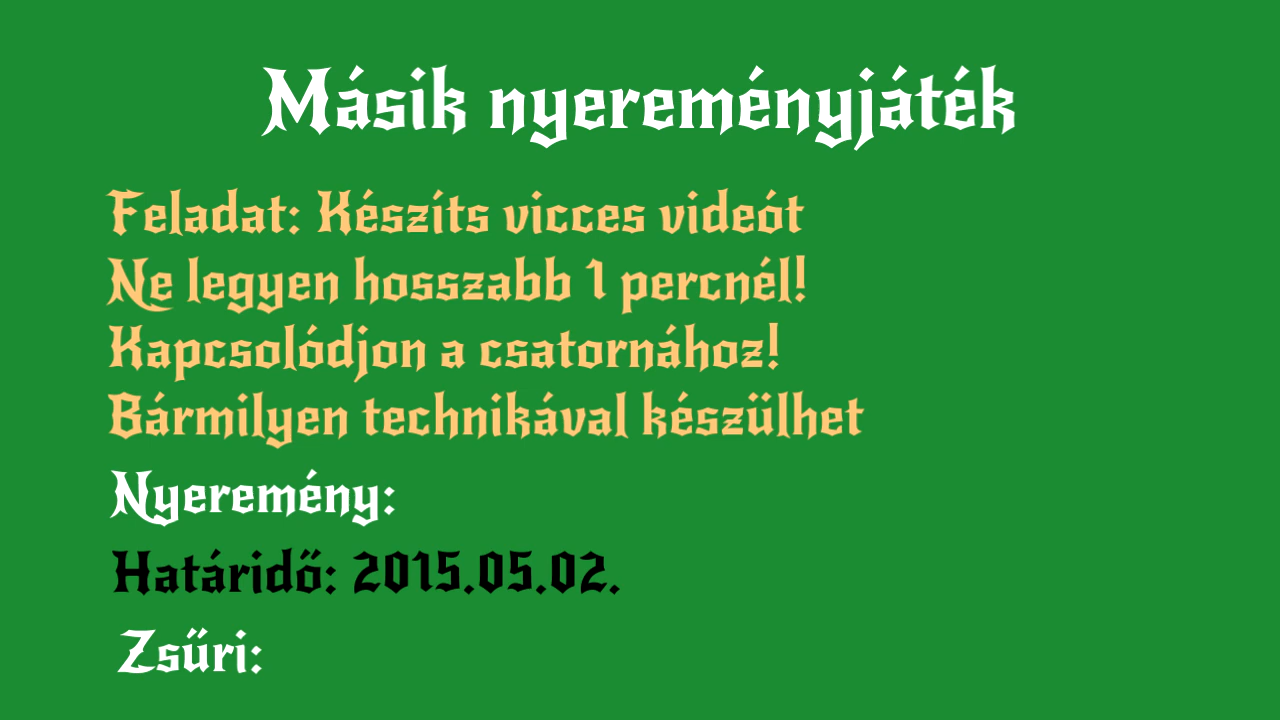 Másik nyereményjáték
Feladat: Készíts vicces videót
Ne legyen hosszabb 1 percnél!
Kapcsolódjon a csatornához!
Bármilyen technikával készülhet
Nyeremény:
Határidő: 2015.05.02.
Zsűri: